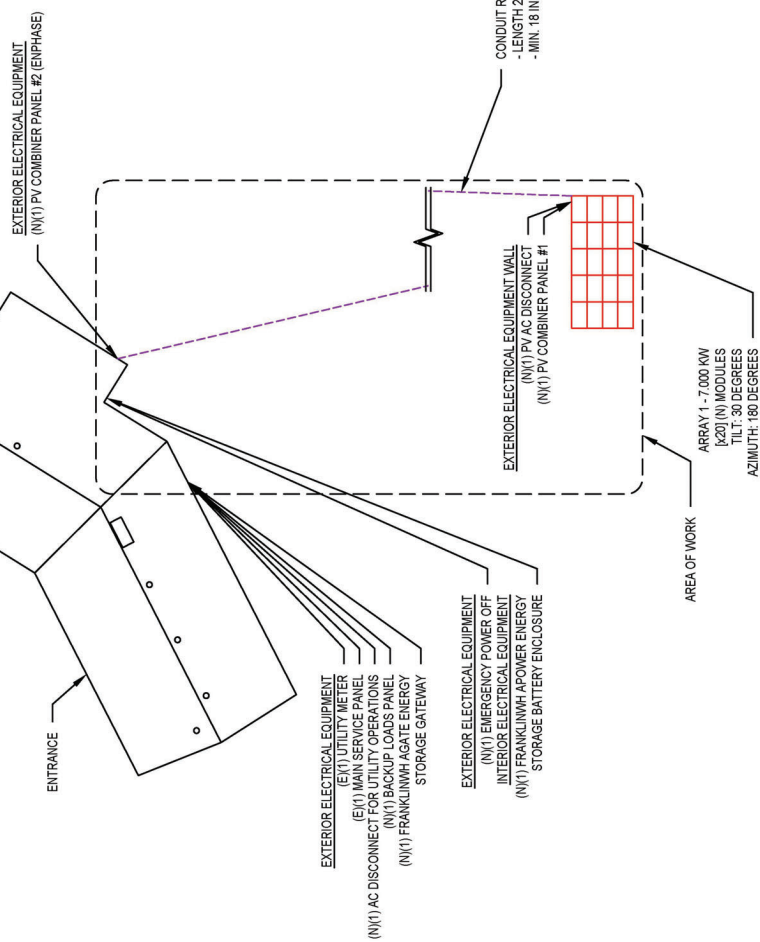 EXTERIOR ELECTRICAL EQUIPMENT
(N)(1) PV COMBINER PANEL #2 (ENPHASE)
CONDUIT R
- LENGTH 2
- MIN. 18 IN
ENTRANCE
EXTERIOR ELECTRICAL EQUIPMENT
(E)(1) UTILITY METER
(E)(1) MAIN SERVICE PANEL
(N)(1) AC DISCONNECT FOR UTILITY OPERATIONS
(N)(1) BACKUP LOADS PANEL
(N)(1) FRANKLINWH AGATE ENERGY
STORAGE GATEWAY
EXTERIOR ELECTRICAL EQUIPMENT
(N)(1) EMERGENCY POWER OFF
INTERIOR ELECTRICAL EQUIPMENT
(N)(1) FRANKLINWH APOWER ENERGY
STORAGE BATTERY ENCLOSURE
EXTERIOR ELECTRICAL EQUIPMENT WALL
(N)(1) PV AC DISCONNECT
(N)(1) PV COMBINER PANEL #1
AREA OF WORK
ARRAY 1 - 7.000 KW
[x20] (N) MODULES
TILT: 30 DEGREES
AZIMUTH: 180 DEGREES